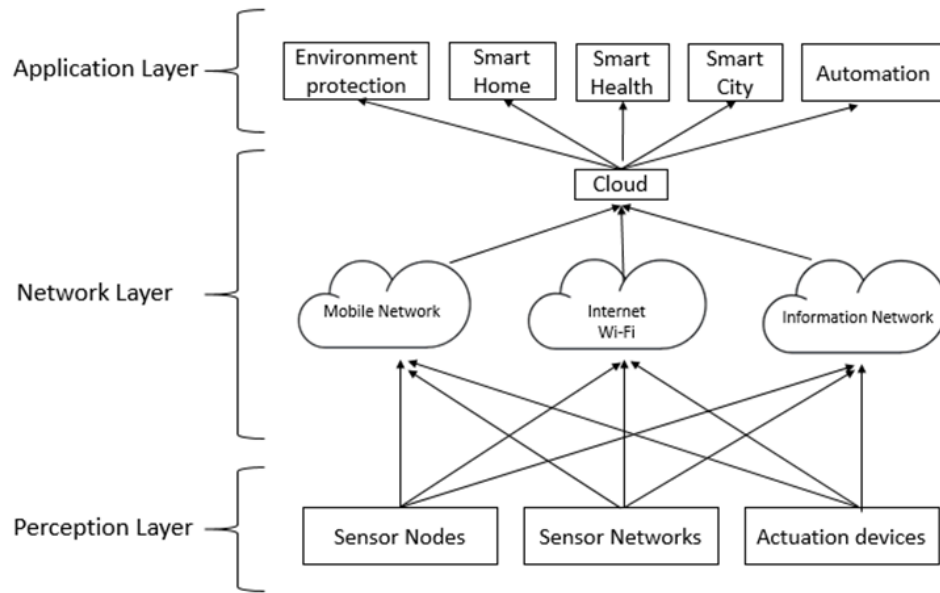 Application Layer
Environment
protection
Smart
Home
Smart
Health
Smart
City
Automation
Cloud
Network Layer
Mobile Network
Internet
Wi-Fi
Information Network
Perception Layer
Sensor Nodes
Sensor Networks
Actuation devices